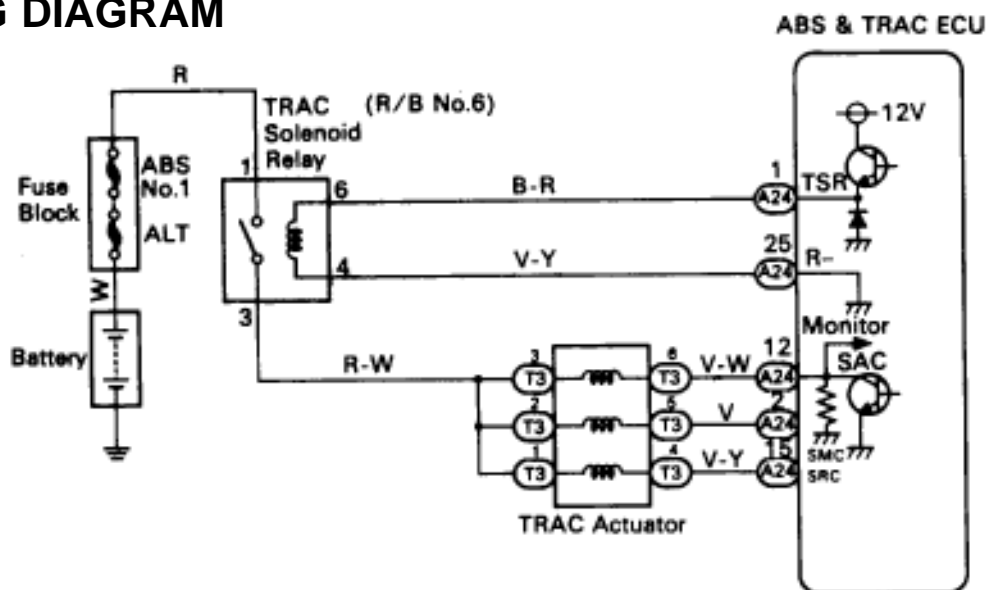 G DIAGRAM
ABS & TRAC ECU
R
TRAC (R/B No.6)
Solenoid
Relay
12V
Fuse
Block
ABS
No.1
ALT
1
6
B-R
1
A24
TSR
4
V-Y
25
A24
R-
W
3
Battery
Monitor
R-W
3
T3
6
T3
V-W
12
A24
SAC
2
T3
5
T3
V
2
A24
SMC
1
T3
4
T3
V-Y
15
A24
SRC
TRAC Actuator